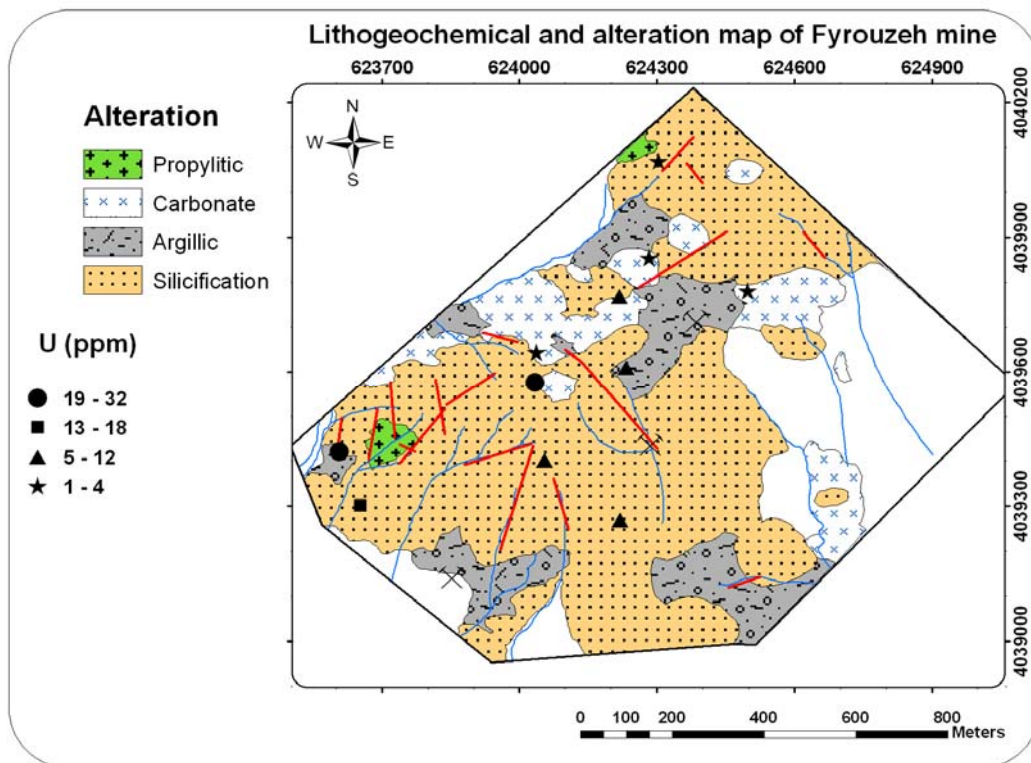 Lithogeochemical and alteration map of Fyrouzeh mine
623700 624000 624300 624600 624900
4040200
4039900
4039600
4039300
4039000
N
W E
S
Alteration
Propylitic
Carbonate
Argillic
Silicification
U (ppm)
19 - 32
13 - 18
5 - 12
1 - 4
0 100 200 400 600 800
Meters